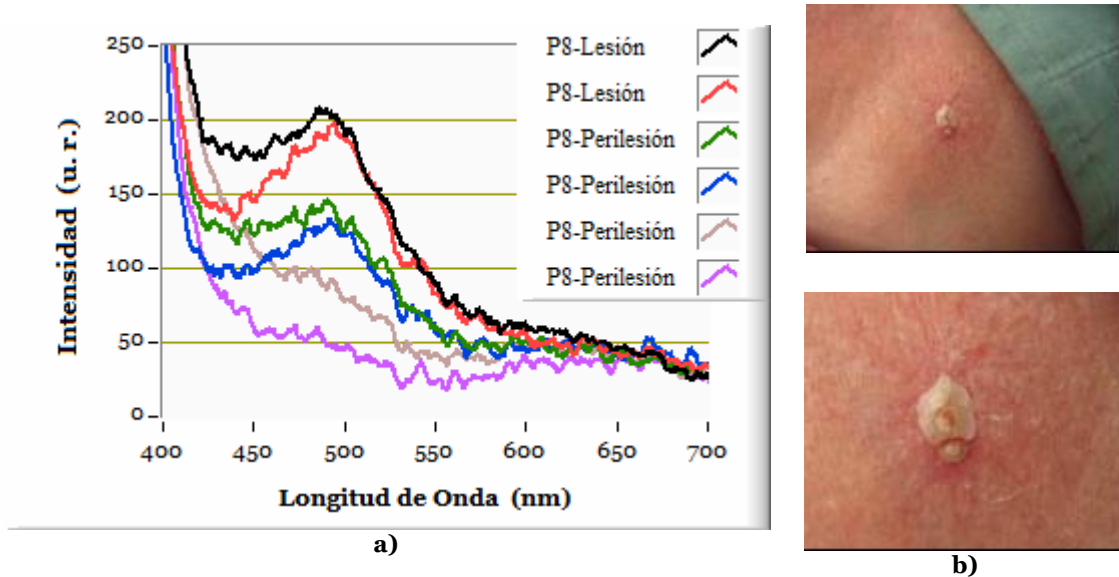 250
200
150
100
50
0
Intensidad (u. r.)
400 450 500 550 600 650 700
Longitud de Onda (nm)
P8-Lesión
P8-Lesión
P8-Perilesión
P8-Perilesión
P8-Perilesión
P8-Perilesión
a)
b)